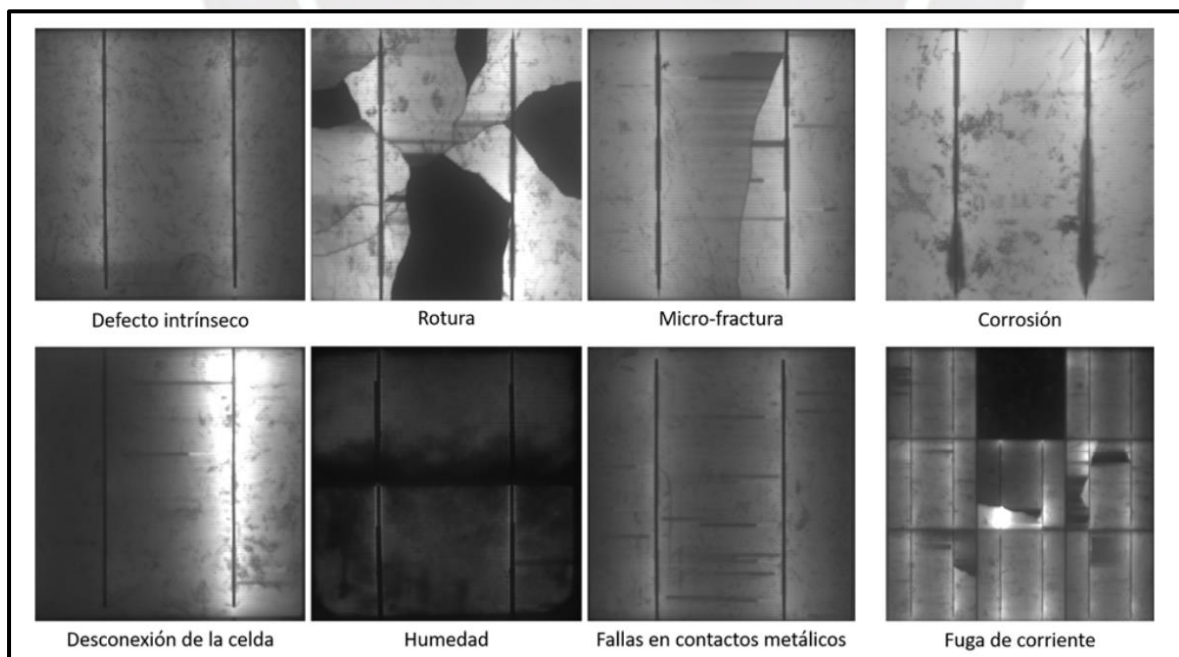 Defecto intrínseco
Rotura
Micro-fractura
Corrosión
Desconexión de la celda
Humedad
Fallas en contactos metálicos
Fuga de corriente